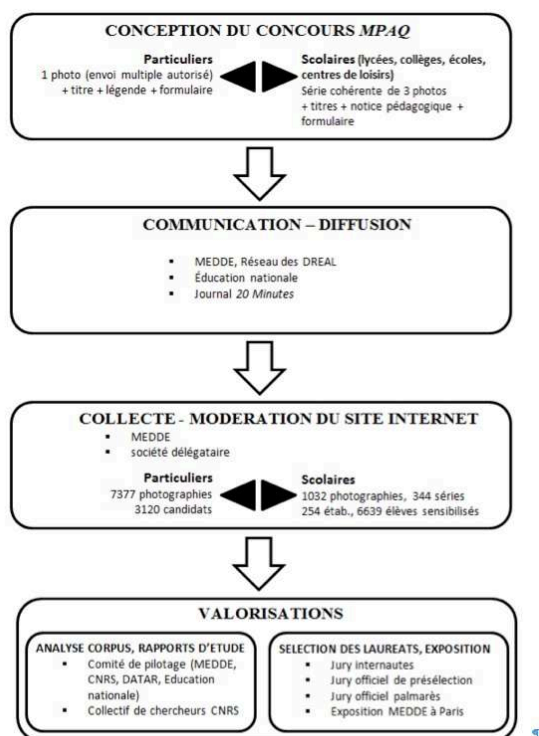 CONCEPTION DU CONCOURS MPAQ
Particuliers
1 photo (envoi multiple autorisé)
+ titre + légende + formulaire
Scolaires (lycées, collèges, écoles,
centres de loisirs)
Série cohérente de 3 photos
+ titres + notice pédagogique +
formulaire
COMMUNICATION – DIFFUSION
▪ MEDDE, Réseau des DREAL
▪ Éducation nationale
▪ Journal 20 Minutes
COLLECTE - MODERATION DU SITE INTERNET
▪ MEDDE
▪ société délégataire
Particuliers
7377 photographies
3120 candidats
Scolaires
1032 photographies, 344 séries
254 étab., 6639 élèves sensibilisés
VALORISATIONS
ANALYSE CORPUS, RAPPORTS D'ETUDE
▪ Comité de pilotage (MEDDE,
CNRS, DATAR, Education
nationale)
▪ Collectif de chercheurs CNRS
SELECTION DES LAUREATS, EXPOSITION
▪ Jury internautes
▪ Jury officiel de présélection
▪ Jury officiel palmarès
▪ Exposition MEDDE à Paris